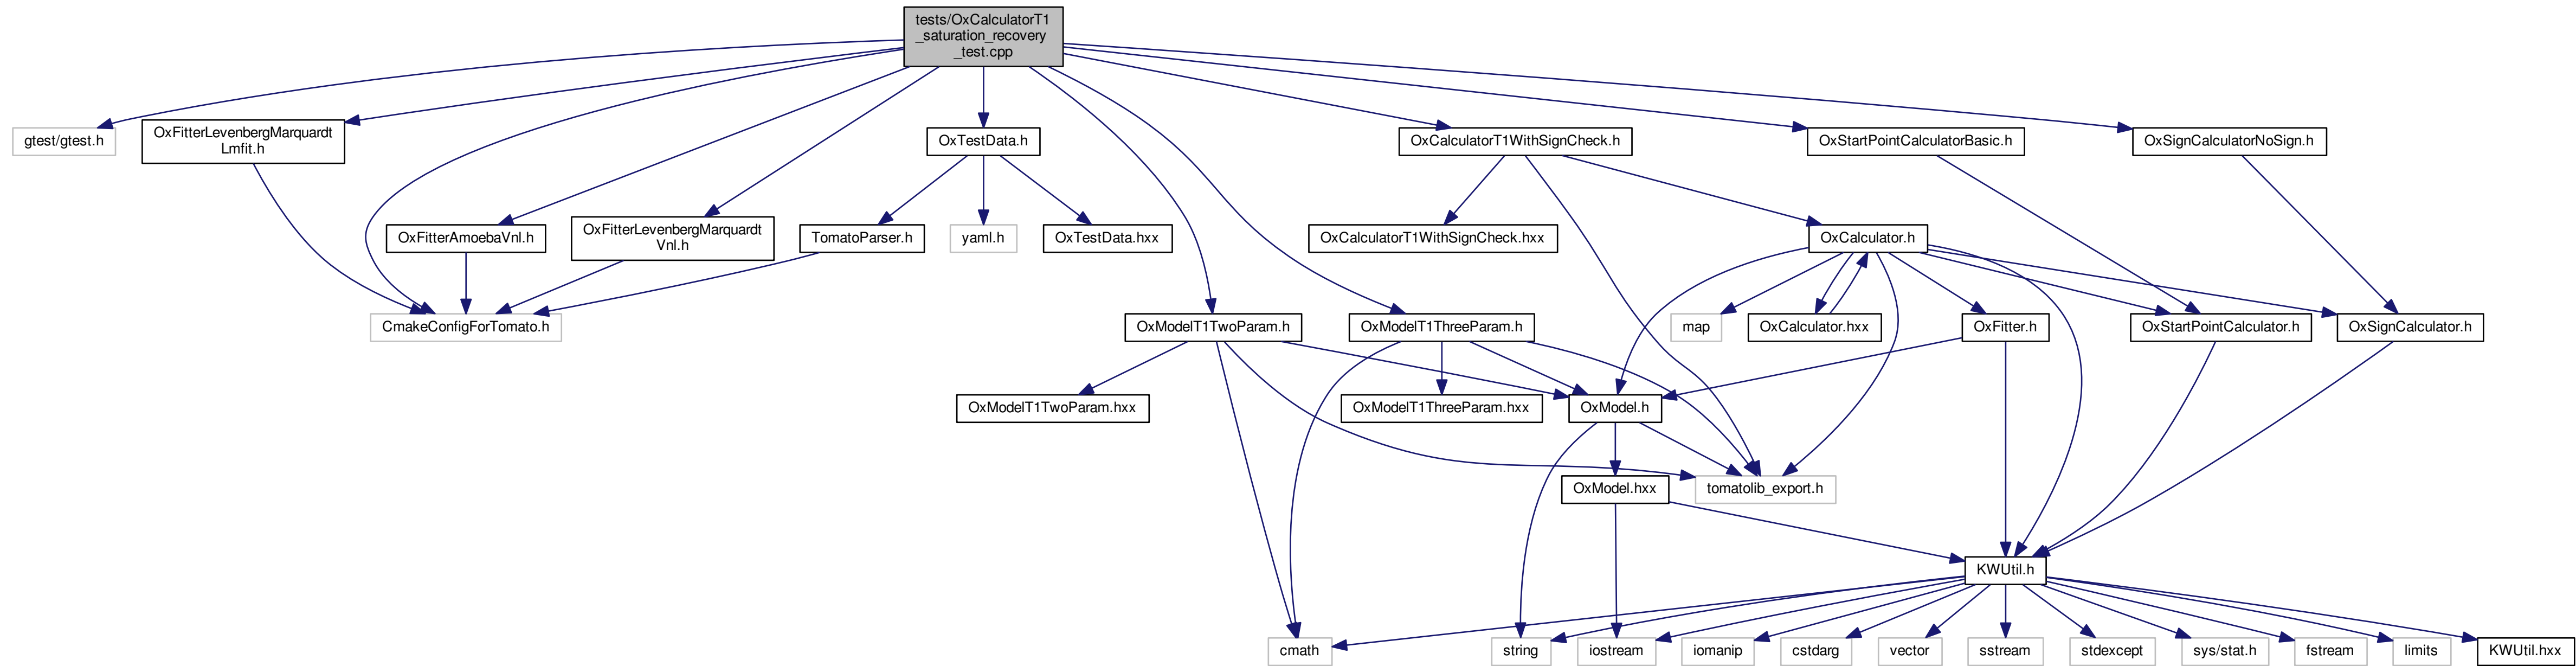 tests/OxCalculatorT1
_saturation_recovery
_test.cpp
gtest/gtest.h
OxFitterLevenbergMarquardt
Lmfit.h
OxTestData.h
OxCalculatorT1WithSignCheck.h
OxStartPointCalculatorBasic.h
OxSignCalculatorNoSign.h
OxFitterAmoebaVnl.h
OxFitterLevenbergMarquardt
Vnl.h
TomatoParser.h
yaml.h
OxTestData.hxx
OxCalculatorT1WithSignCheck.hxx
OxCalculator.h
CmakeConfigForTomato.h
OxModelT1TwoParam.h
OxModelT1ThreeParam.h
map
OxCalculator.hxx
OxFitter.h
OxStartPointCalculator.h
OxSignCalculator.h
OxModelT1TwoParam.hxx
OxModelT1ThreeParam.hxx
OxModel.h
OxModel.hxx
tomatolib_export.h
KWUtil.h
cmath
string
iostream
iomanip
cstdarg
vector
sstream
stdexcept
sys/stat.h
fstream
limits
KWUtil.hxx